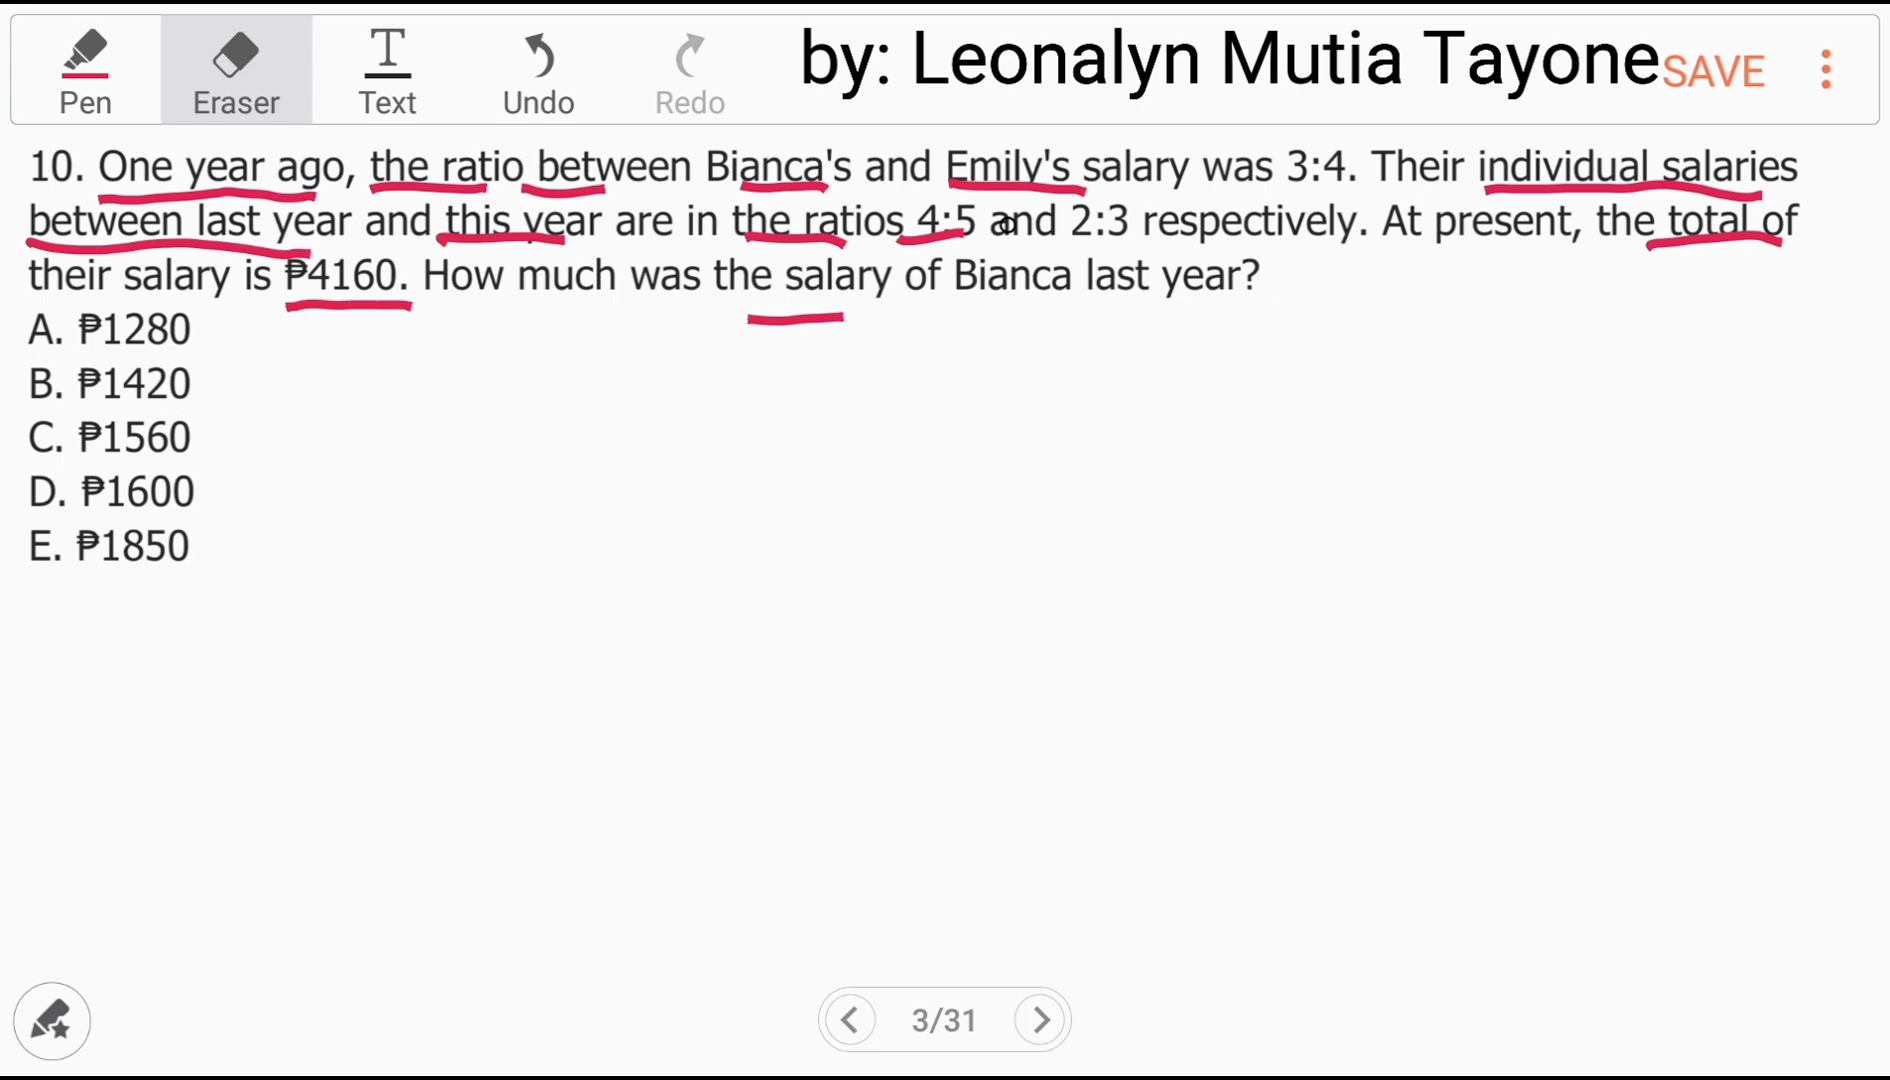 by: Leonalyn Mutia Tayone
SAVE
Pen
Eraser
Text
Undo
Redo
10. One year ago, the ratio between Bianca's and Emily's salary was 3:4. Their individual salaries
between last year and this year are in the ratios 4:5 and 2:3 respectively. At present, the total of
their salary is ₱4160. How much was the salary of Bianca last year?
A. ₱1280
B. ₱1420
C. ₱1560
D. ₱1600
E. ₱1850
3/31